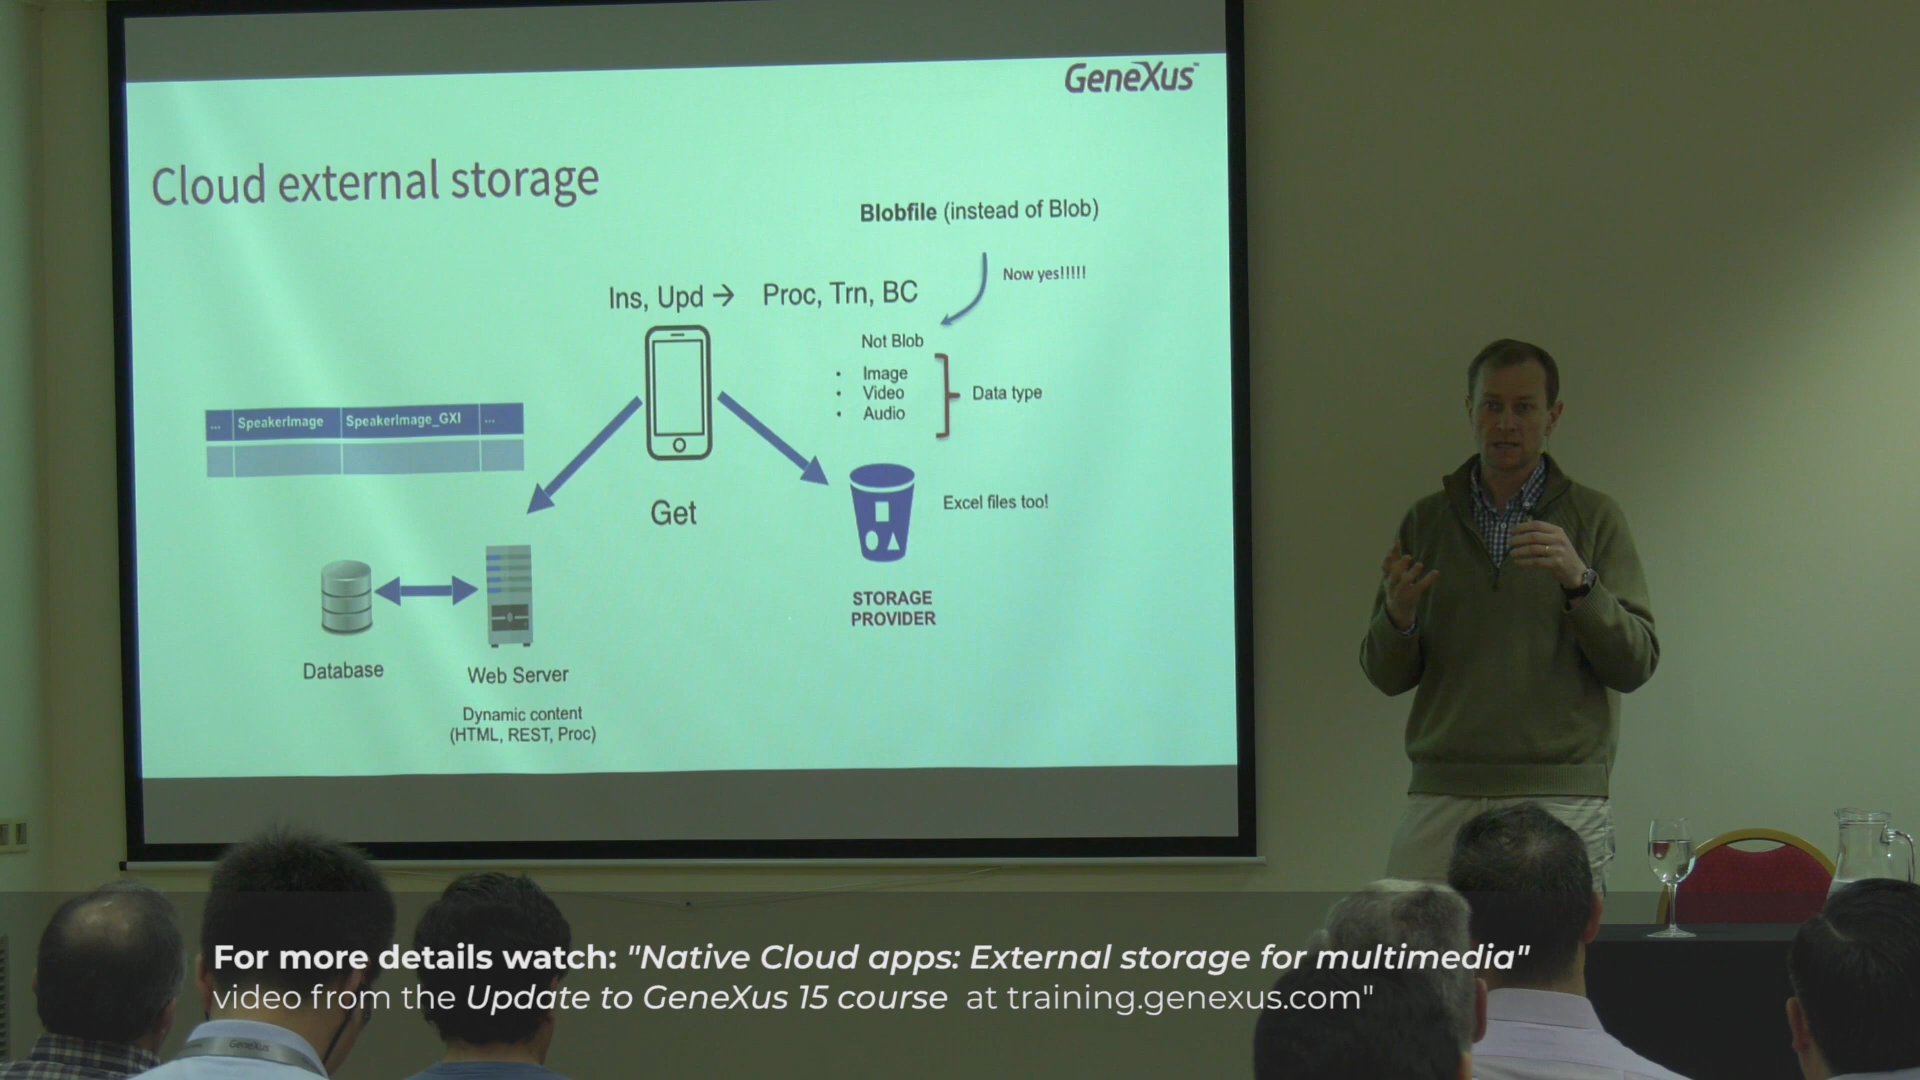 GeneXus™
Cloud external storage
Blobfile (instead of Blob)
Now yes!!!!!
Ins, Upd → Proc, Trn, BC
Not Blob
• Image
• Video
• Audio
Data type
... SpeakerImage SpeakerImage_GXI ...
Get
Excel files too!
STORAGE
PROVIDER
Database
Web Server
Dynamic content
(HTML, REST, Proc)
For more details watch: "Native Cloud apps: External storage for multimedia"
video from the Update to GeneXus 15 course at training.genexus.com"
GeneXus